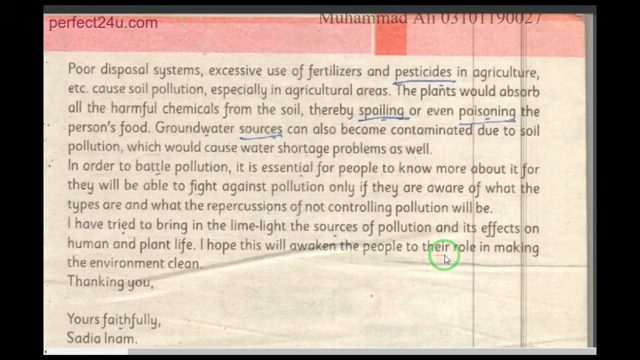 perfect4u.com
Muhammad Ali 03101190027
Poor disposal systems, excessive use of fertilizers and pesticides in agriculture,
etc. cause soil pollution, especially in agricultural areas. The plants would absorb
all the harmful chemicals from the soil, thereby spoiling or even poisoning the
person's food. Groundwater sources can also become contaminated due to soil
pollution, which would cause water shortage problems as well.
In order to battle pollution, it is essential for people to know more about it for
they will be able to fight against pollution only if they are aware of what the
types are and what the repercussions of not controlling pollution will be.
I have tried to bring in the lime-light the sources of pollution and its effects on
human and plant life. I hope this will awaken the people to their role in making
the environment clean.
Thanking you,
Yours faithfully,
Sadia Inam.